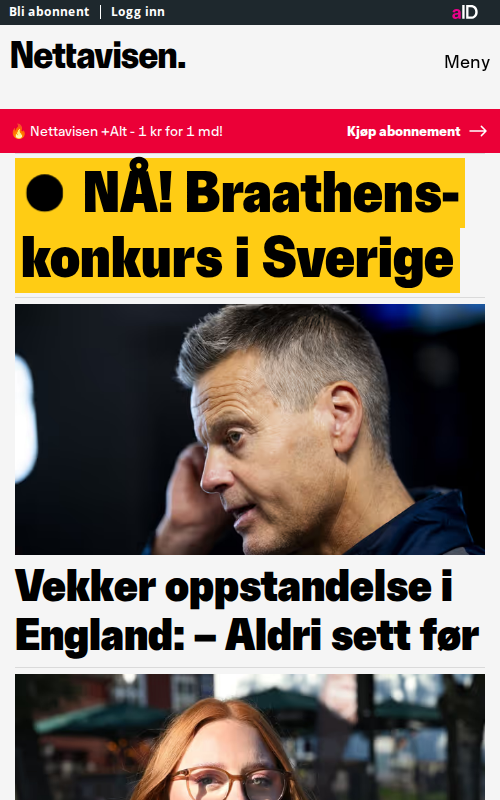 Bli abonnent | Logg inn aID
Nettavisen.
Meny
🔥 Nettavisen +Alt - 1 kr for 1 md! Kjøp abonnement →
● NÅ! Braathens-
konkurs i Sverige
Vekker oppstandelse i
England: – Aldri sett før